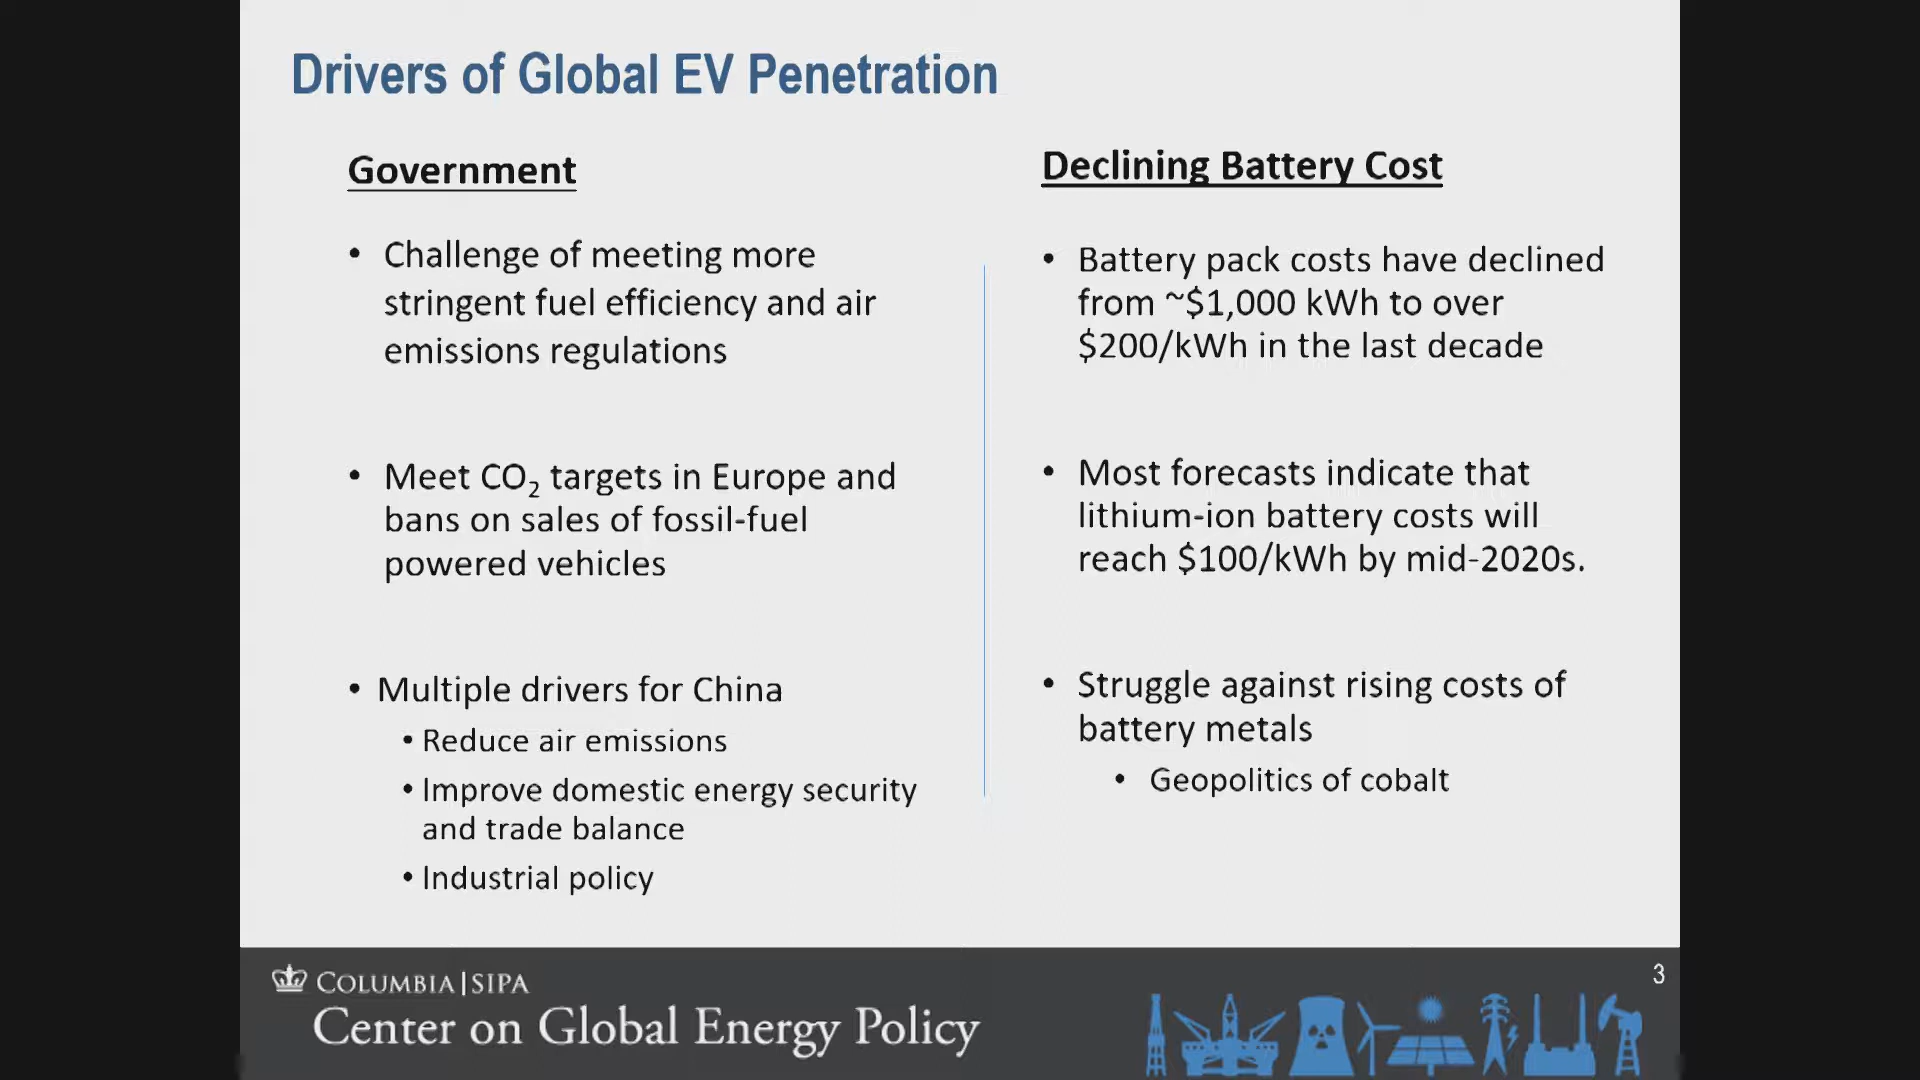 Drivers of Global EV Penetration
Government
• Challenge of meeting more
stringent fuel efficiency and air
emissions regulations
• Meet CO₂ targets in Europe and
bans on sales of fossil-fuel
powered vehicles
• Multiple drivers for China
• Reduce air emissions
• Improve domestic energy security
and trade balance
• Industrial policy
Declining Battery Cost
• Battery pack costs have declined
from ~$1,000 kWh to over
$200/kWh in the last decade
• Most forecasts indicate that
lithium-ion battery costs will
reach $100/kWh by mid-2020s.
• Struggle against rising costs of
battery metals
• Geopolitics of cobalt
COLUMBIA|SIPA
Center on Global Energy Policy
3